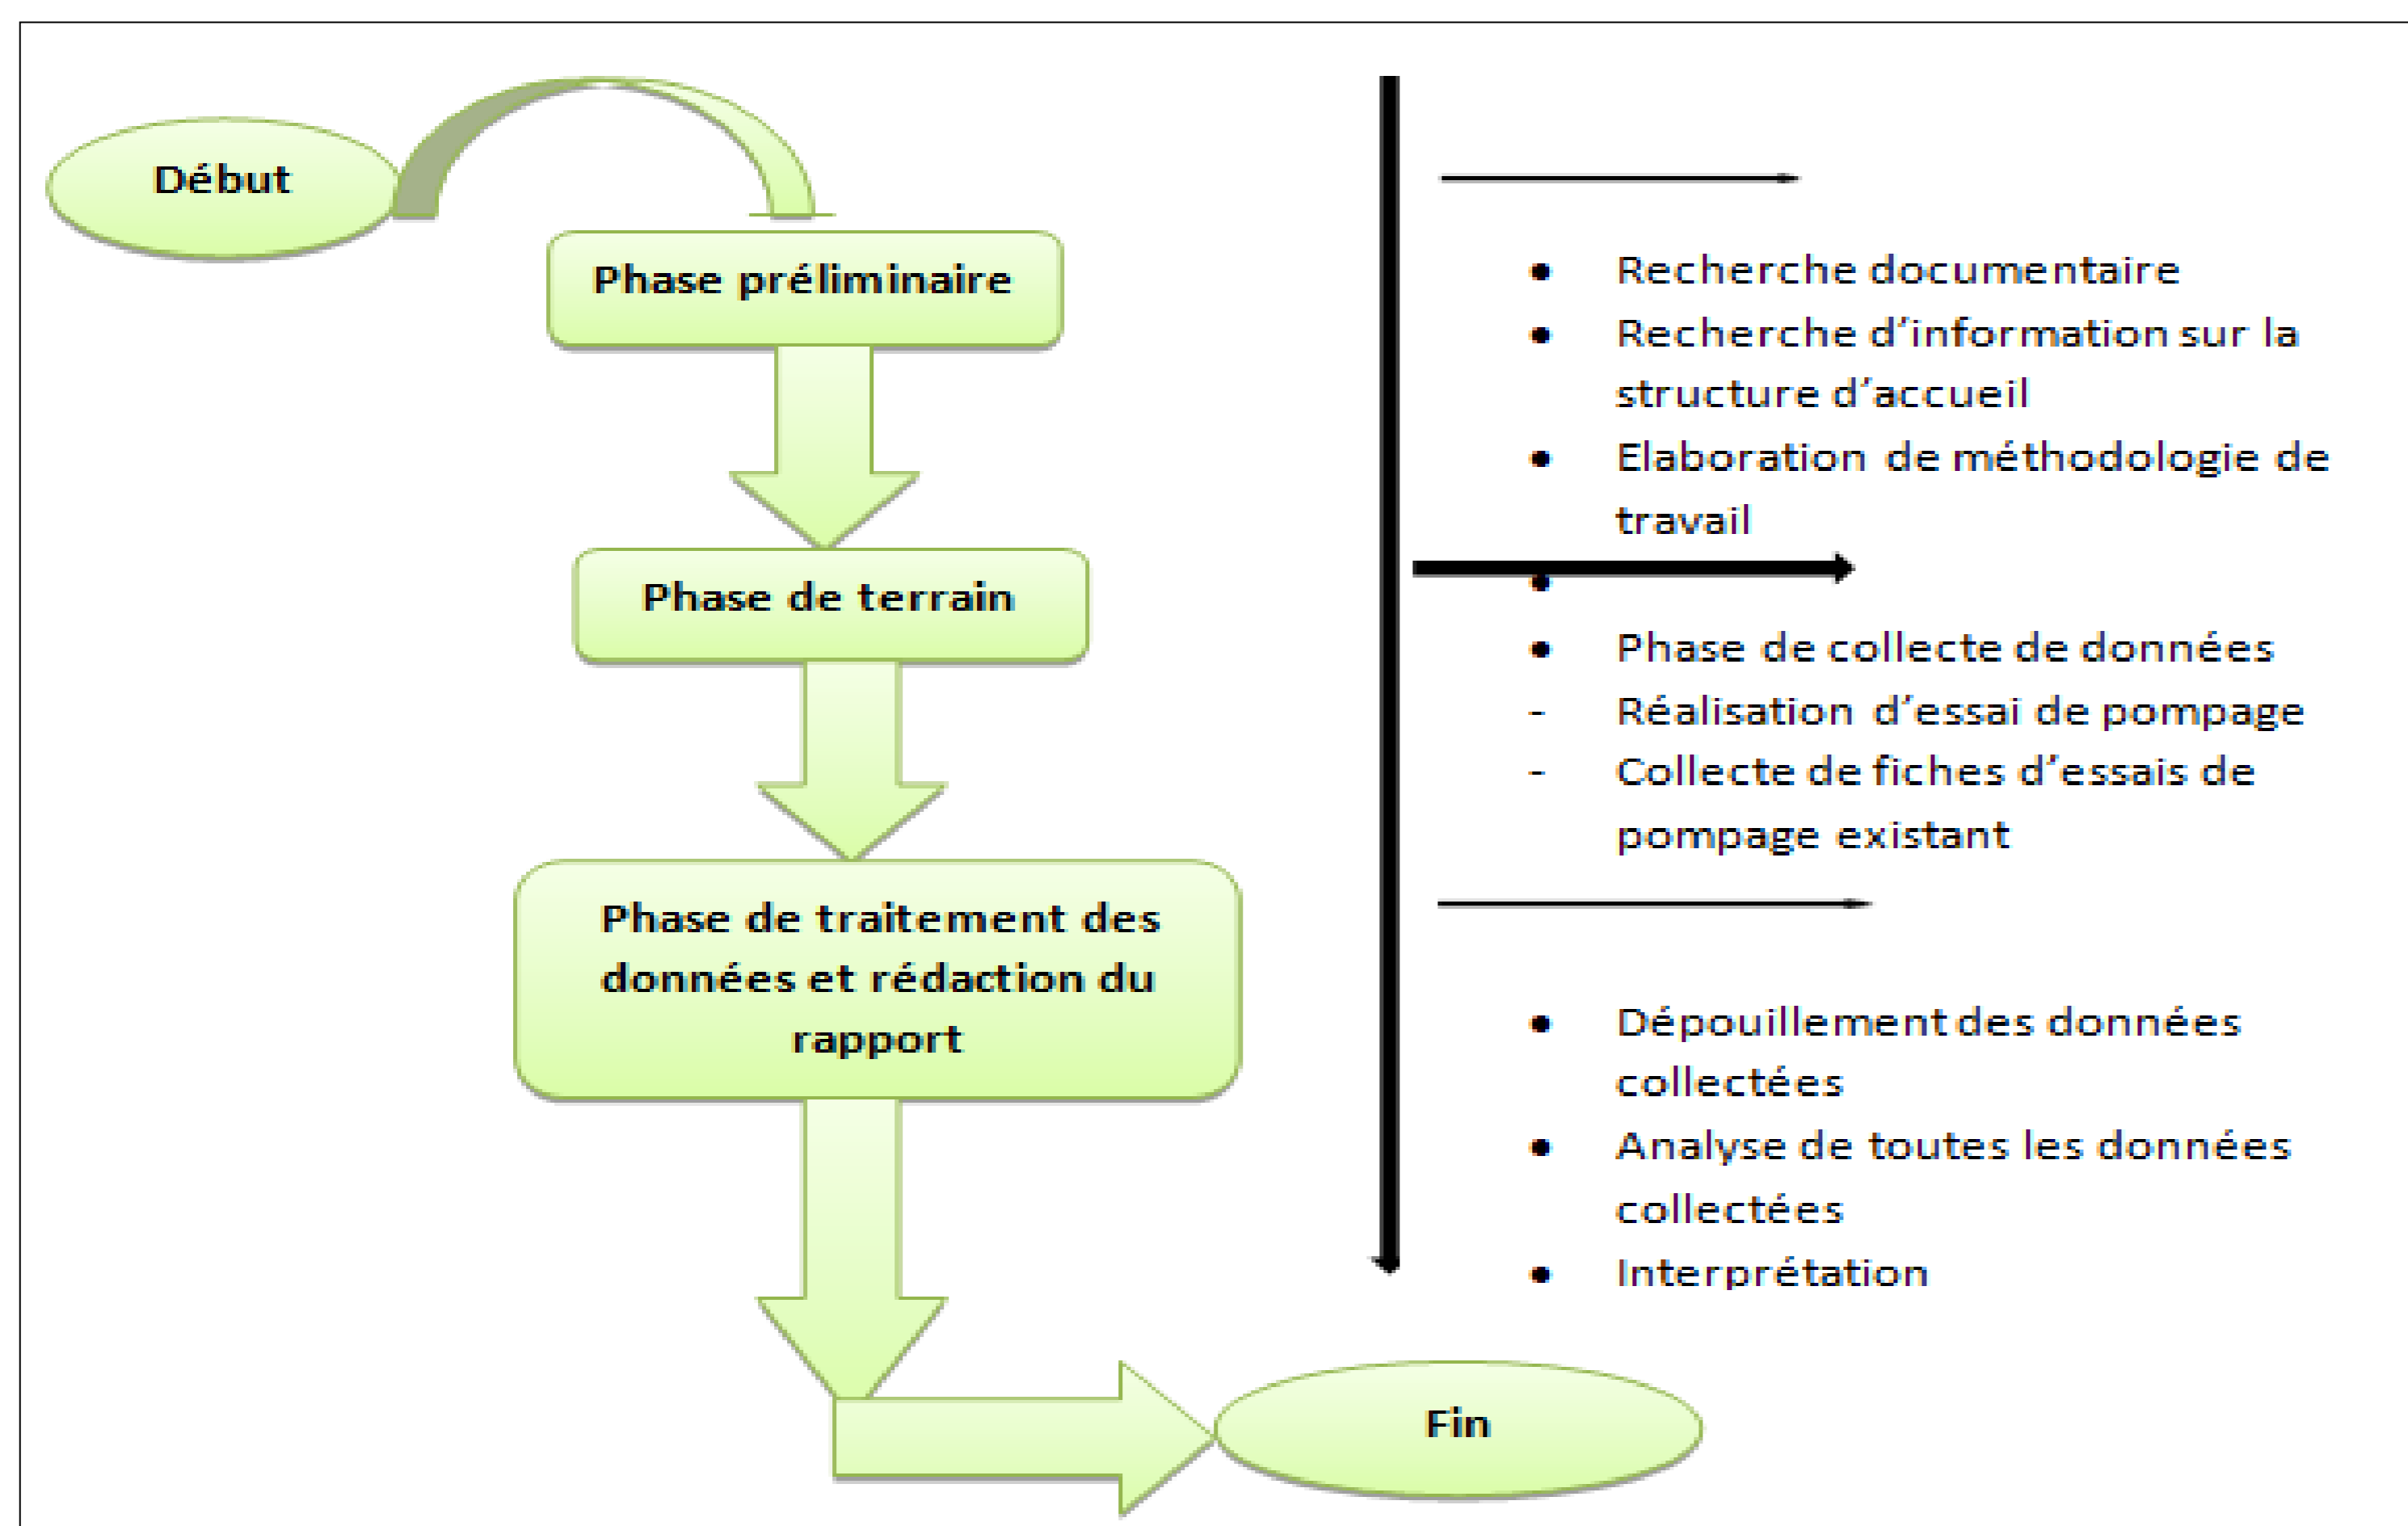 Début
Phase préliminaire
Phase de terrain
Phase de traitement des
données et rédaction du
rapport
Fin
• Recherche documentaire
• Recherche d’information sur la
structure d’accueil
• Elaboration de méthodologie de
travail
•
• Phase de collecte de données
- Réalisation d’essai de pompage
- Collecte de fiches d’essais de
pompage existant
• Dépouillement des données
collectées
• Analyse de toutes les données
collectées
• Interprétation